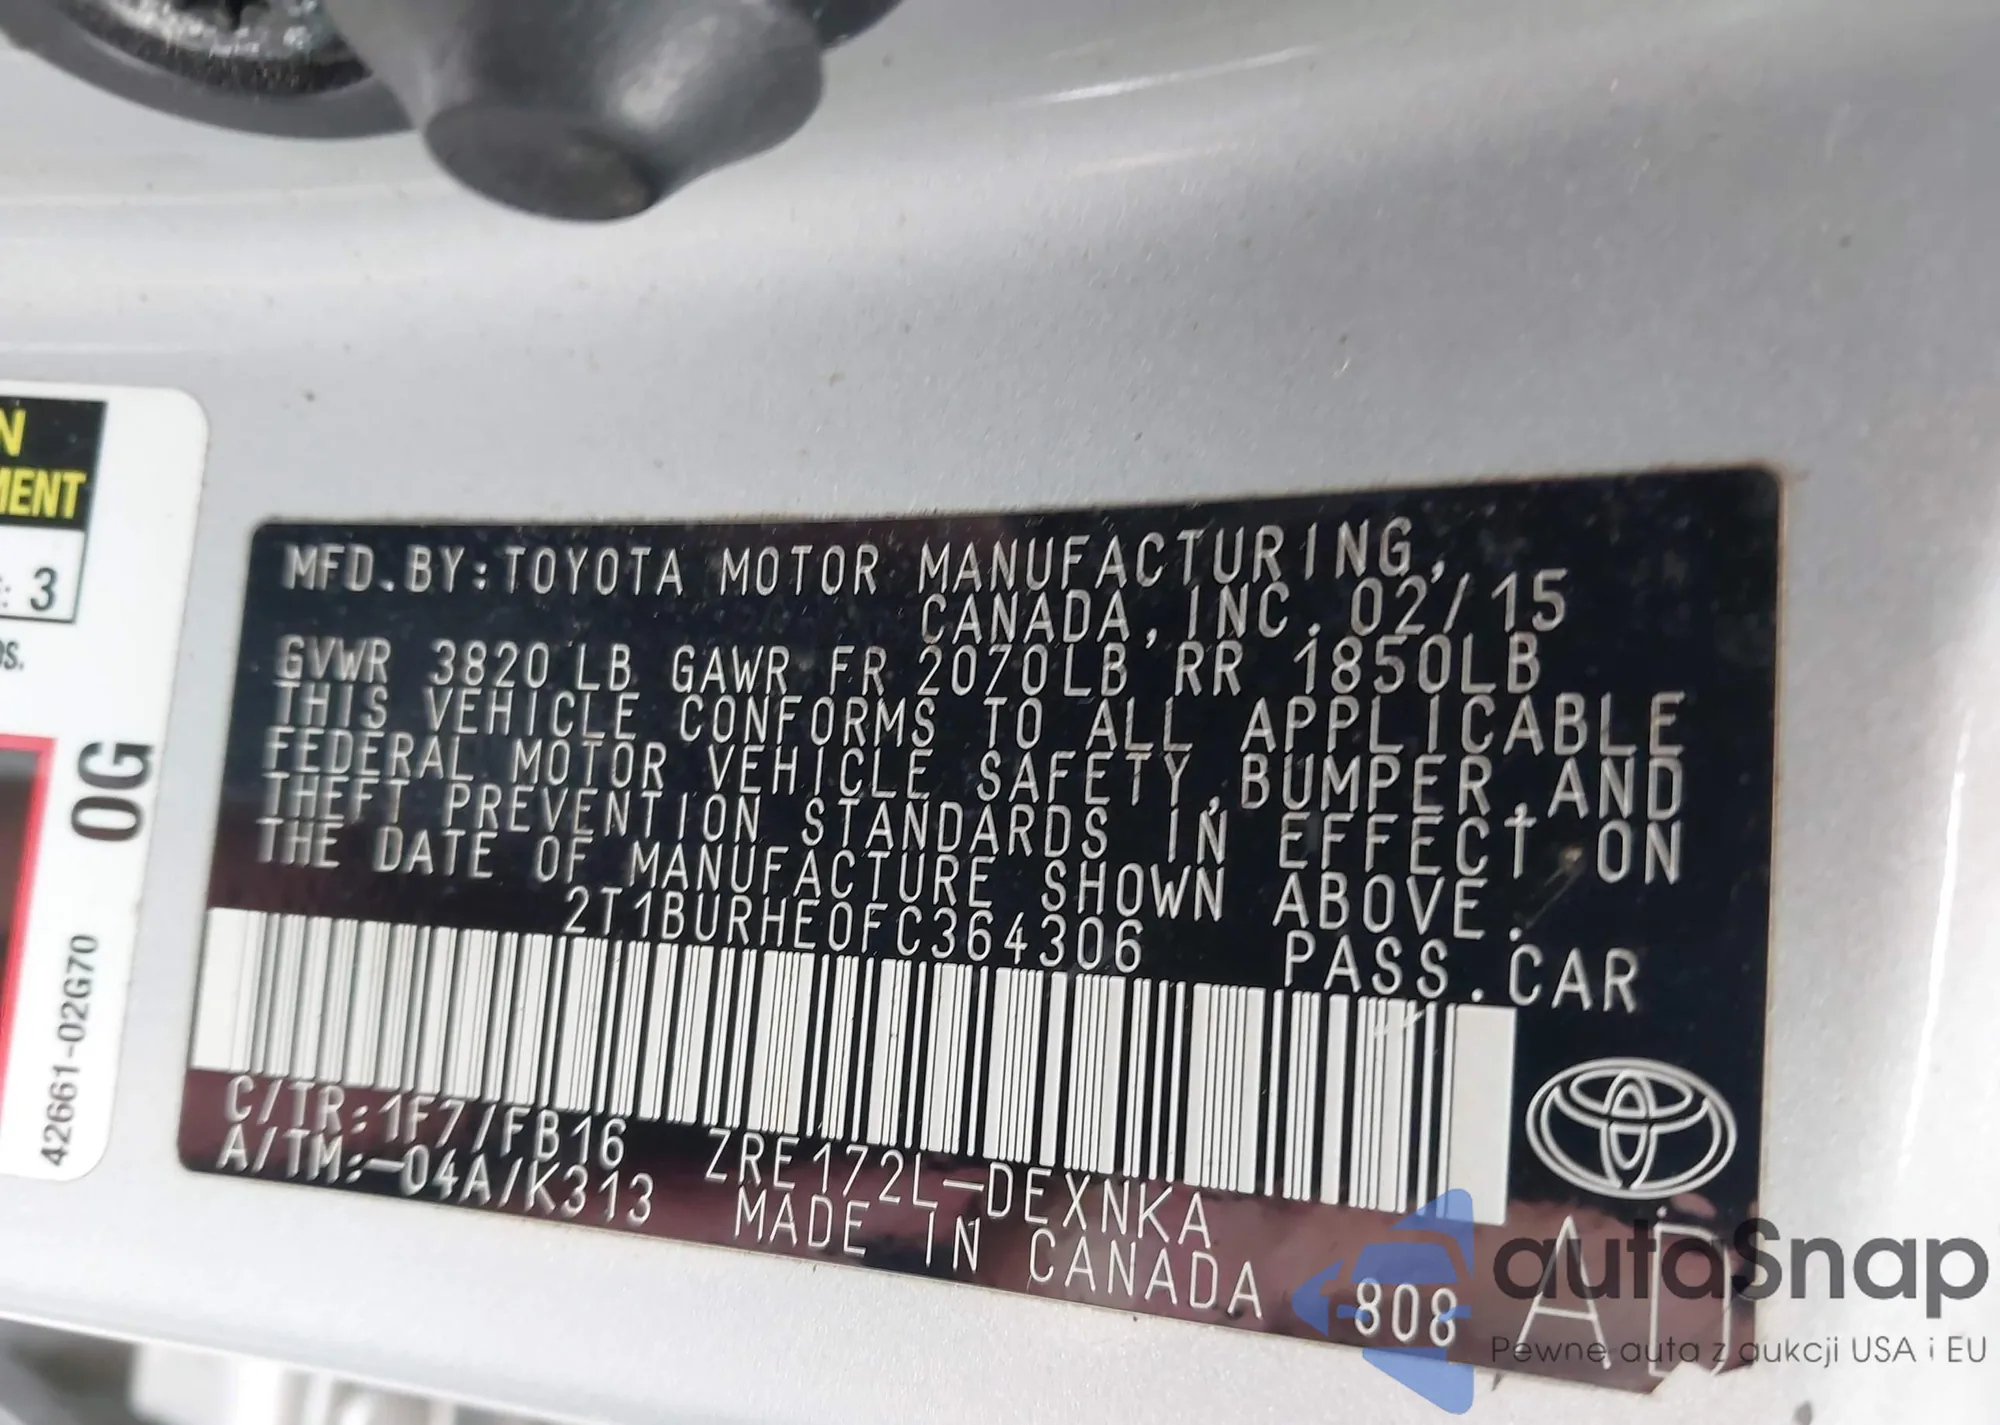 N
MENT
: 3
OS.
0G
42661-02G70
MFD.BY:TOYOTA MOTOR MANUFACTURING,
CANADA,INC.02/15
GVWR 3820 LB GAWR FR 2070LB RR 1850LB
THIS VEHICLE CONFORMS TO ALL APPLICABLE
FEDERAL MOTOR VEHICLE SAFETY,BUMPER,AND
THEFT PREVENTION STANDARDS IN EFFECT ON
THE DATE OF MANUFACTURE SHOWN ABOVE.
2T1BURHE0FC364306 PASS.CAR
C/TR:1F7/FB16 ZRE172L-DEXNKA
A/TM:-04A/K313 MADE IN CANADA 808
AD
autaSnap
Pewne auta z aukcji USA i EU